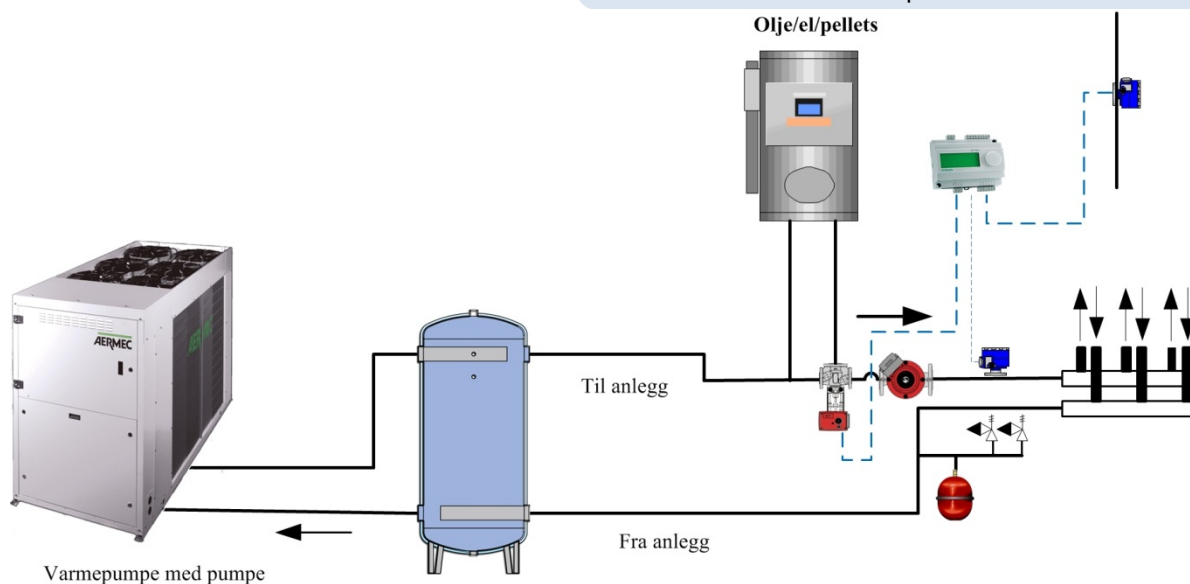 Olje/el/pellets
AERMEC
Til anlegg
Fra anlegg
Varmepumpe med pumpe